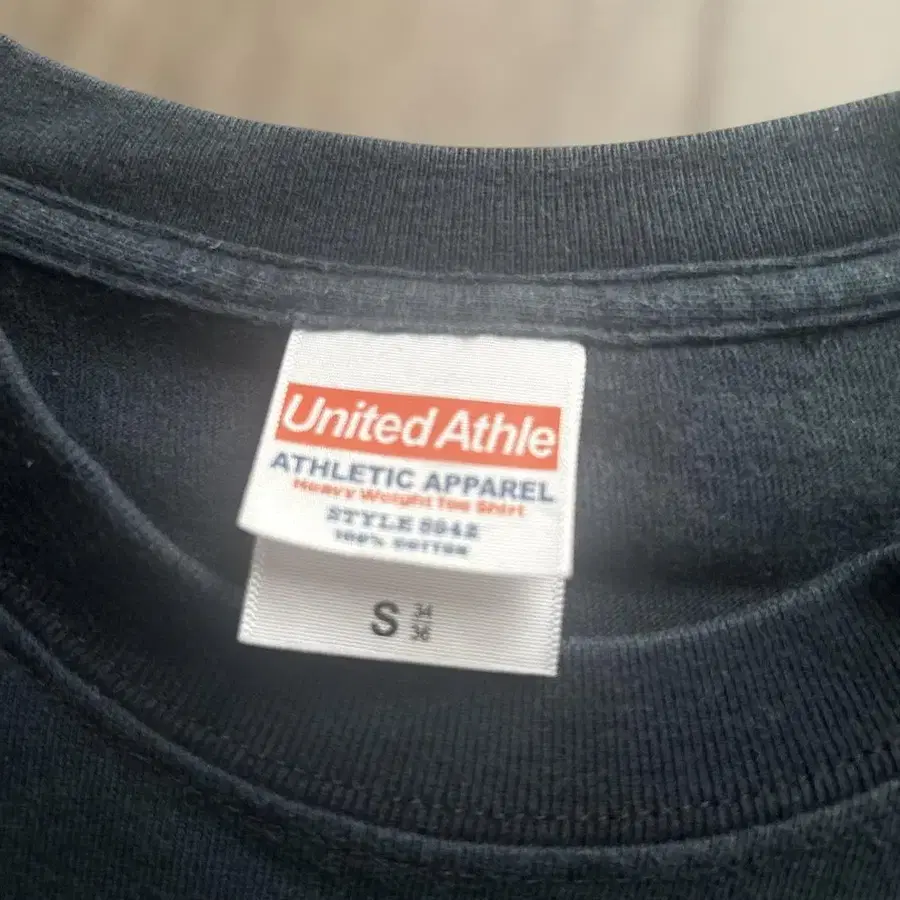 United Athle
ATHLETIC APPAREL
Heavy Weight Tee Shirt
STYLE 5942
100% COTTON
S 34
36